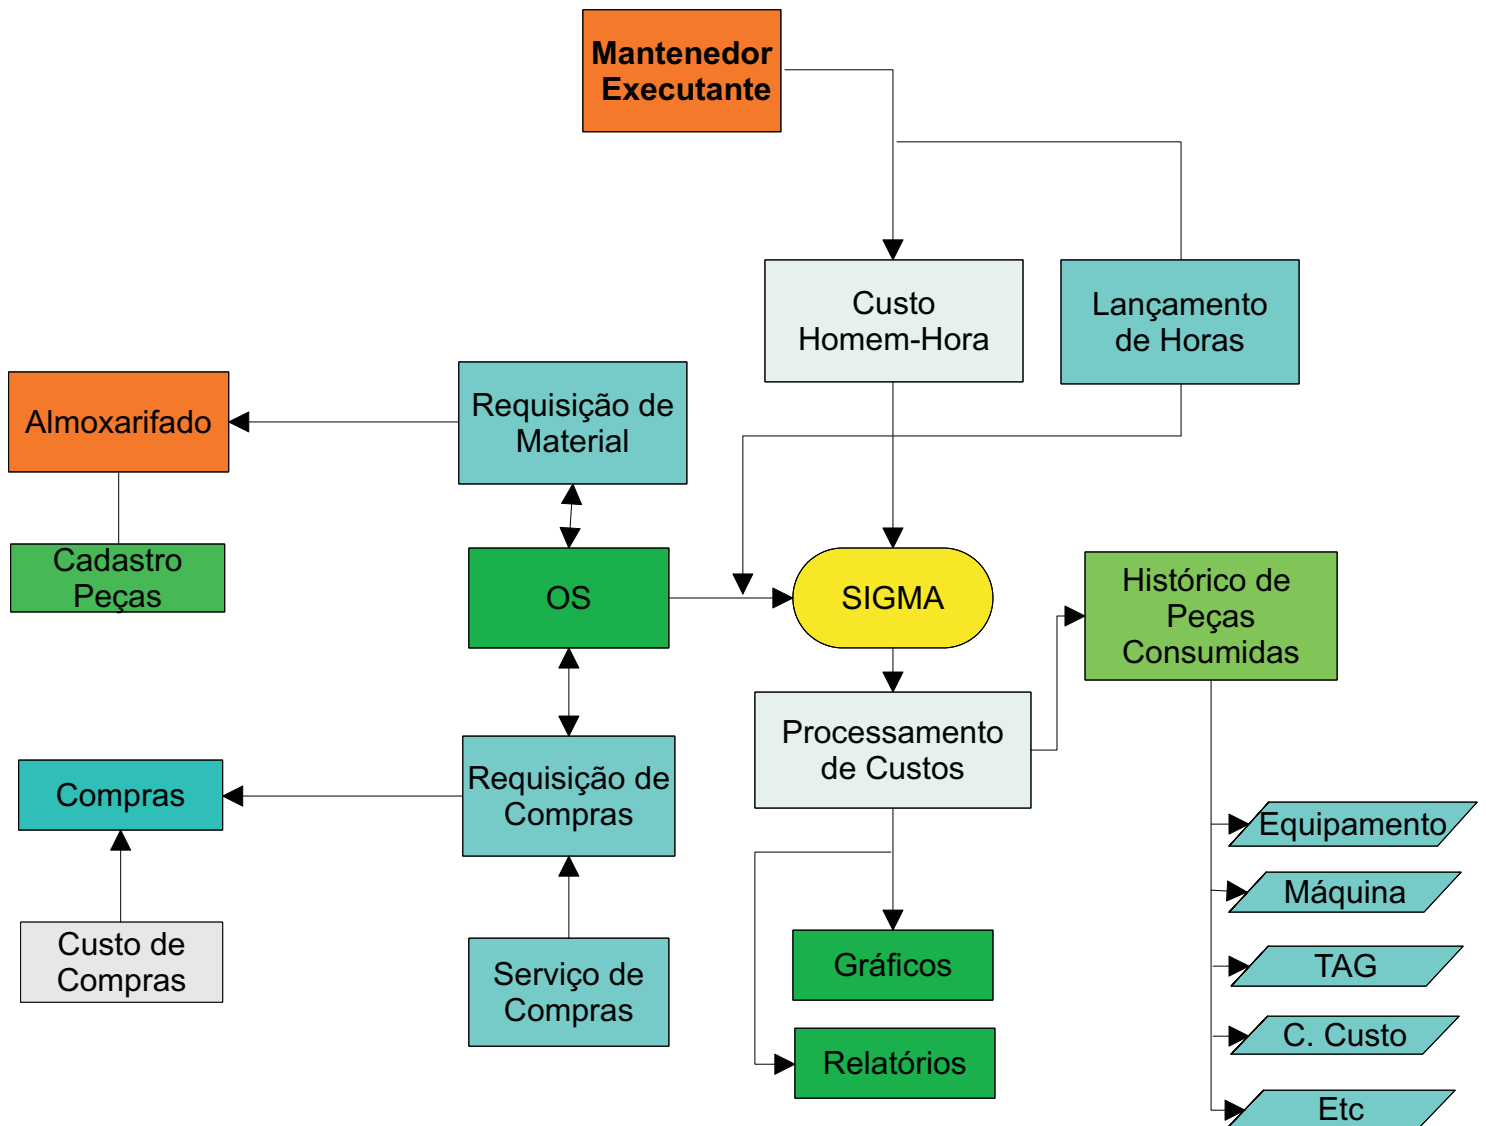 Mantenedor
Executante
Custo
Homem-Hora
Lançamento
de Horas
Requisição de
Material
Almoxarifado
Cadastro
Peças
OS
SIGMA
Histórico de
Peças
Consumidas
Processamento
de Custos
Requisição de
Compras
Compras
Equipamento
Máquina
Custo de
Compras
Serviço de
Compras
Gráficos
TAG
C. Custo
Relatórios
Etc